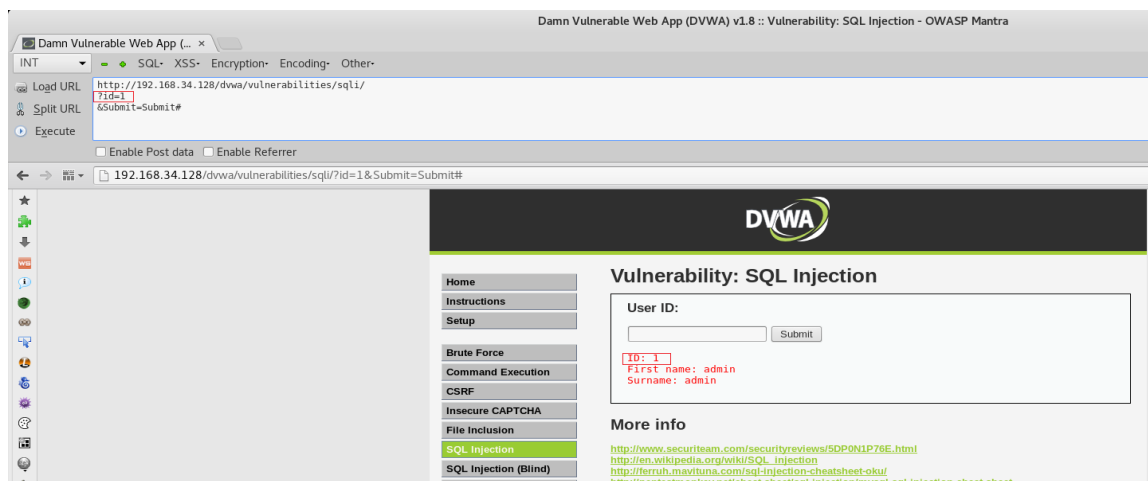 Damn Vulnerable Web App (DVWA) v1.8 :: Vulnerability: SQL Injection - OWASP Mantra
Damn Vulnerable Web App (... ×
INT SQL- XSS- Encryption- Encoding- Other-
Load URL
http://192.168.34.128/dvwa/vulnerabilities/sqli/
?id=1
Split URL
&Submit=Submit#
Execute
Enable Post data Enable Referrer
192.168.34.128/dvwa/vulnerabilities/sqli/?id=1&Submit=Submit#
DVWA
Home
Instructions
Setup
Brute Force
Command Execution
CSRF
Insecure CAPTCHA
File Inclusion
SQL Injection
SQL Injection (Blind)
Vulnerability: SQL Injection
User ID:
Submit
ID: 1
First name: admin
Surname: admin
More info
http://www.securiteam.com/securityreviews/5DP0N1P76E.html
http://en.wikipedia.org/wiki/SQL_injection
http://ferruh.mavituna.com/sql-injection-cheatsheet-oku/